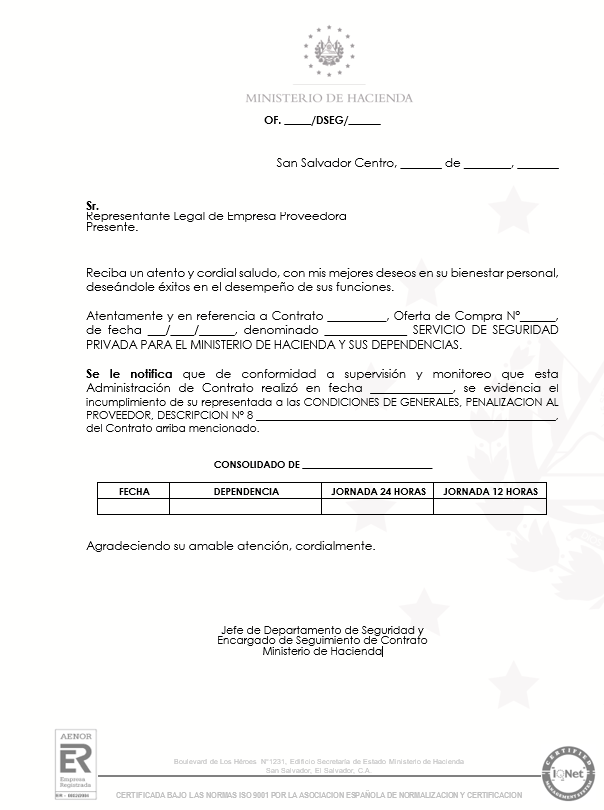 MINISTERIO DE HACIENDA
OF. _____/DSEG/______
San Salvador Centro, _______ de ________, _______
Sr.
Representante Legal de Empresa Proveedora
Presente.
Reciba un atento y cordial saludo, con mis mejores deseos en su bienestar personal,
deseándole éxitos en el desempeño de sus funciones.
Atentamente y en referencia a Contrato __________, Oferta de Compra N°______,
de fecha ___/____/______, denominado ______________ SERVICIO DE SEGURIDAD
PRIVADA PARA EL MINISTERIO DE HACIENDA Y SUS DEPENDENCIAS.
Se le notifica que de conformidad a supervisión y monitoreo que esta
Administración de Contrato realizó en fecha ______________, se evidencia el
incumplimiento de su representada a las CONDICIONES DE GENERALES, PENALIZACION AL
PROVEEDOR, DESCRIPCION Nº 8 ______________________________________________________,
del Contrato arriba mencionado.
CONSOLIDADO DE __________________________
FECHA DEPENDENCIA JORNADA 24 HORAS JORNADA 12 HORAS
Agradeciendo su amable atención, cordialmente.
Jefe de Departamento de Seguridad y
Encargado de Seguimiento de Contrato
Ministerio de Hacienda
AENOR
ER
Empresa
Registrada
Boulevard de Los Héroes N°1231, Edificio Secretaría de Estado Ministerio de Hacienda
San Salvador, El Salvador, C.A.
CERTIFICADA BAJO LAS NORMAS ISO 9001 POR LA ASOCIACION ESPAÑOLA DE NORMALIZACION Y CERTIFICACION
CERTIFIED
IQNet